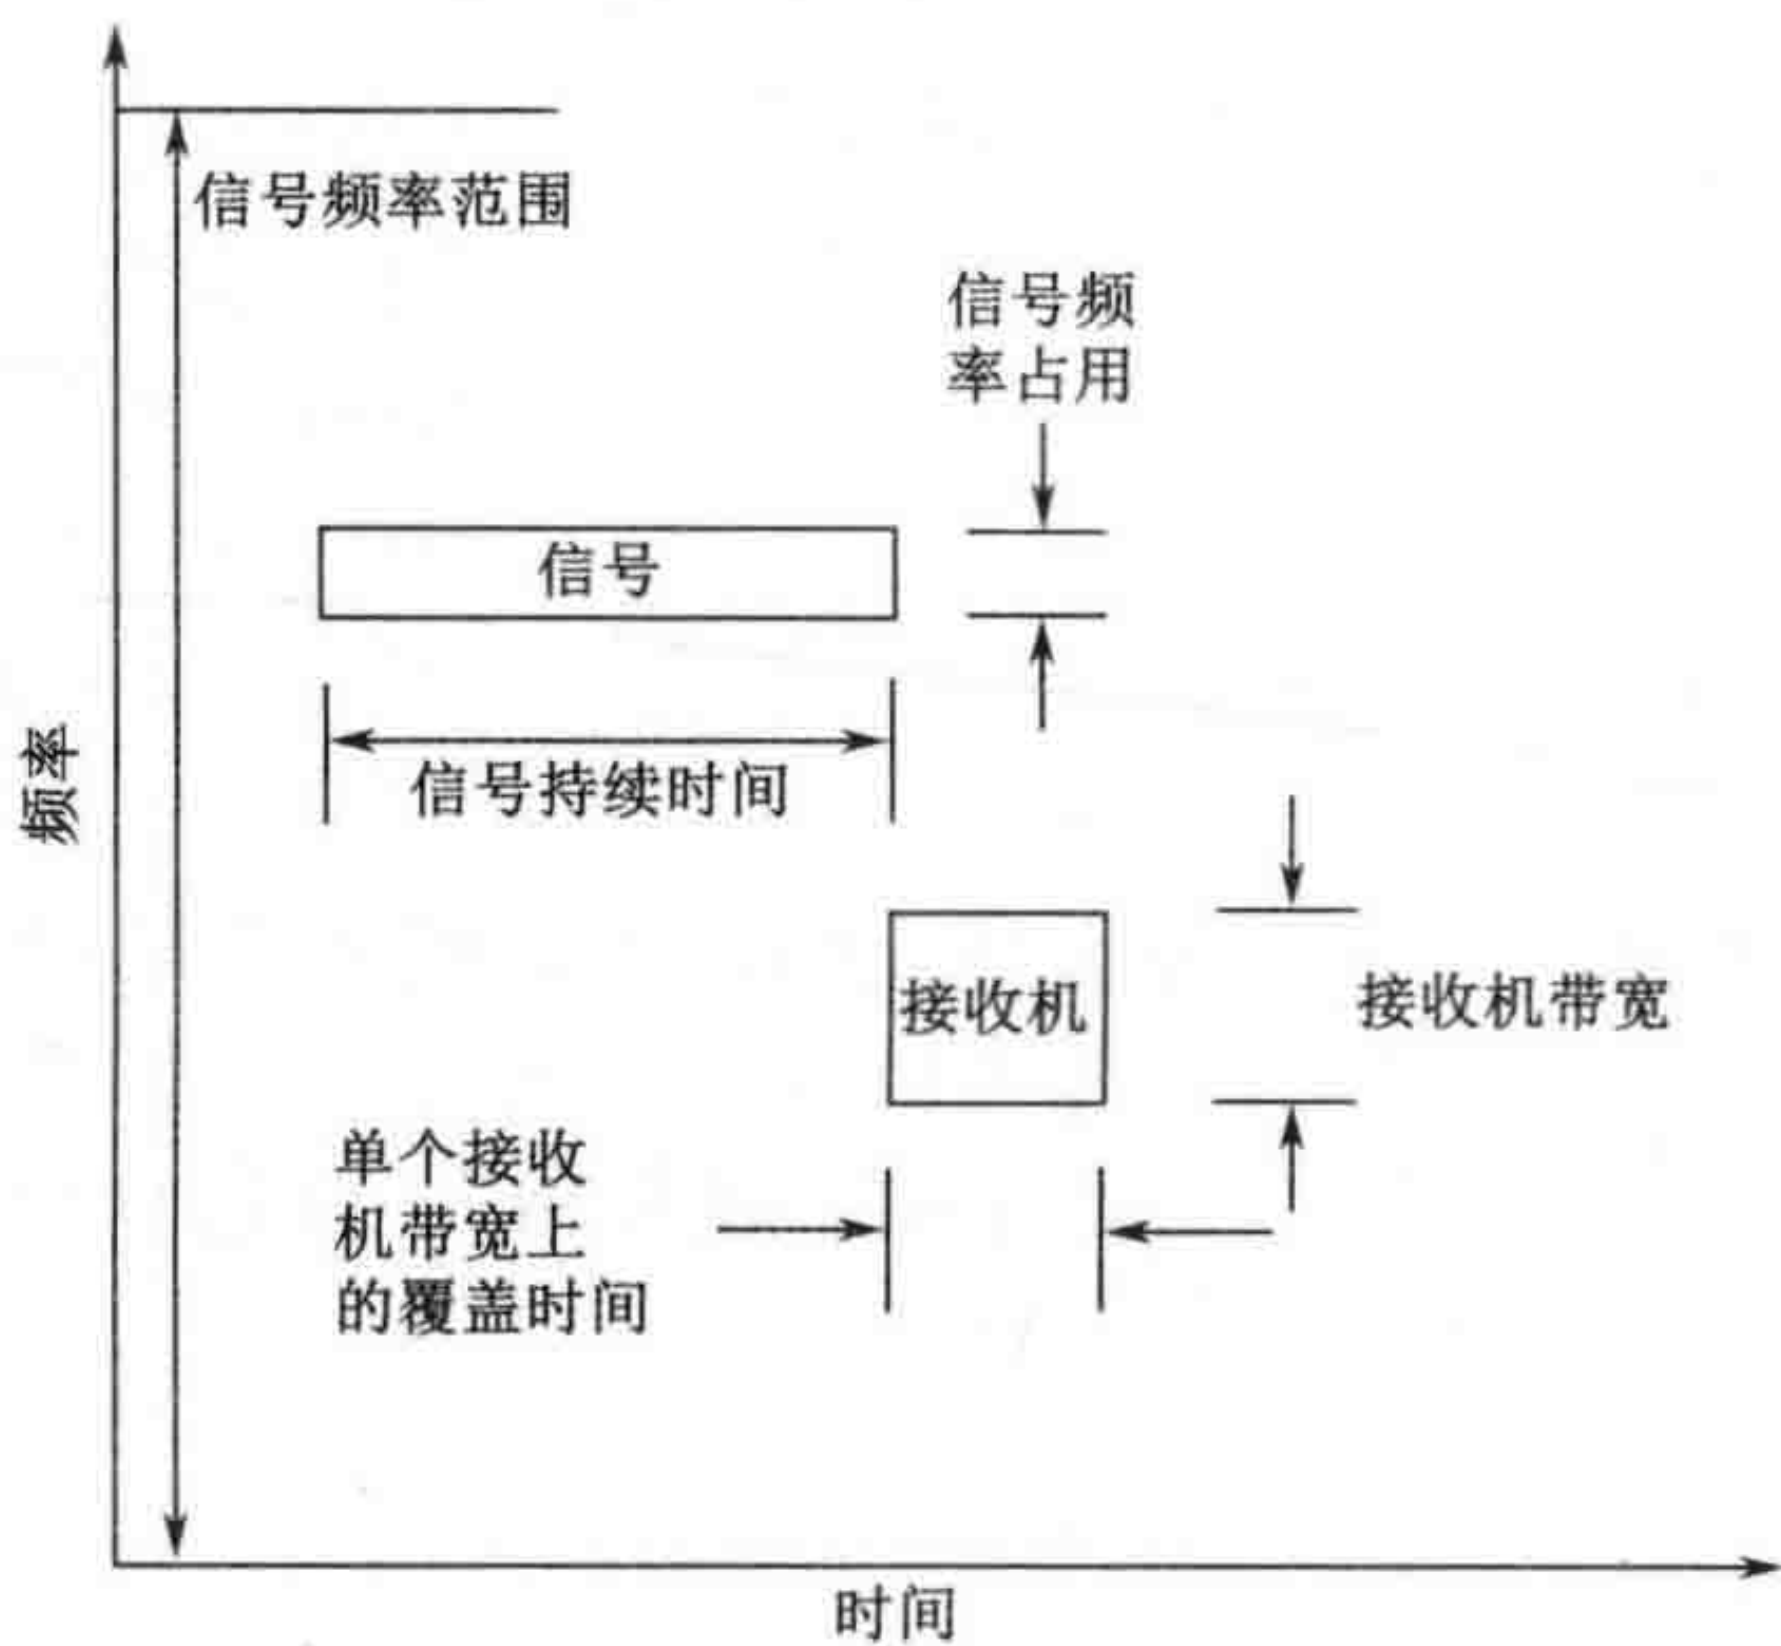 信号频率范围
信号频
率占用
信号
信号持续时间
频率
接收机
接收机带宽
单个接收
机带宽上
的覆盖时间
时间